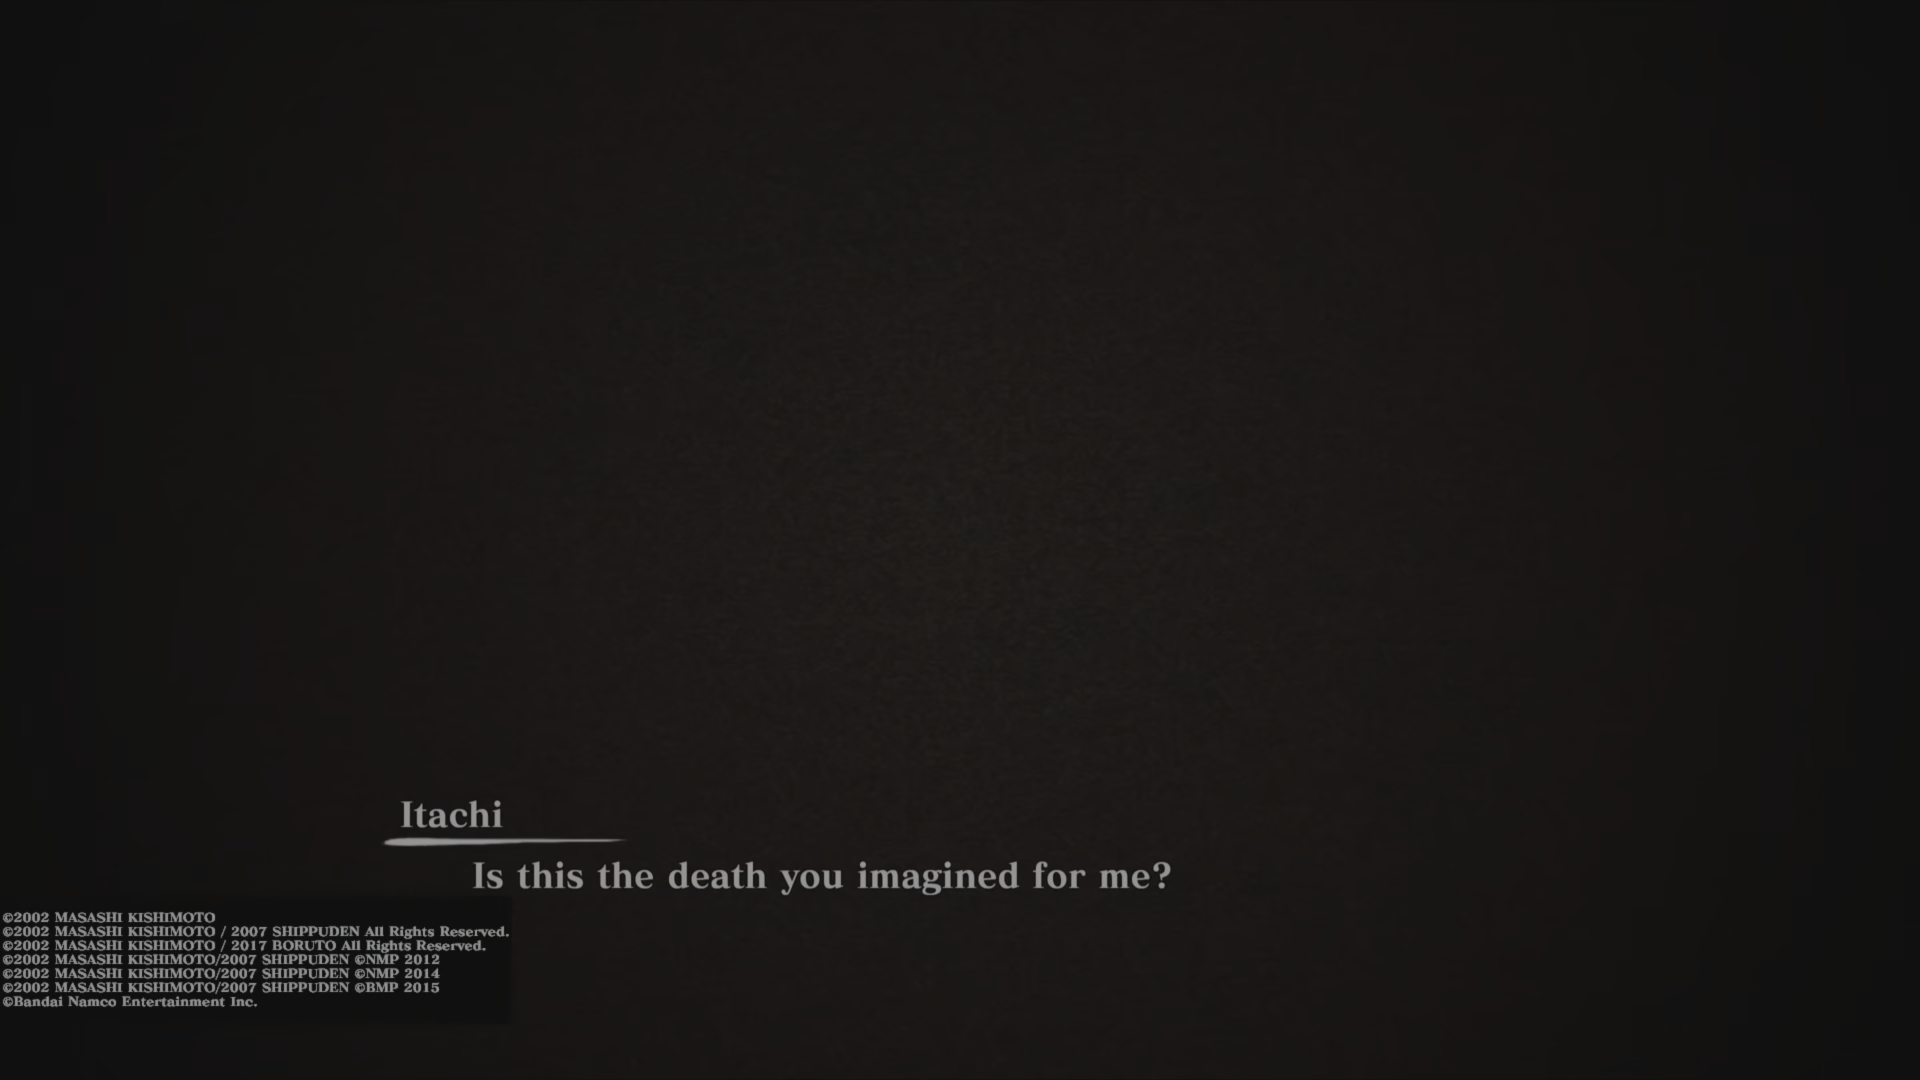 Itachi
Is this the death you imagined for me?
©2002 MASASHI KISHIMOTO
©2002 MASASHI KISHIMOTO / 2007 SHIPPUDEN All Rights Reserved.
©2002 MASASHI KISHIMOTO / 2017 BORUTO All Rights Reserved.
©2002 MASASHI KISHIMOTO/2007 SHIPPUDEN ©NMP 2012
©2002 MASASHI KISHIMOTO/2007 SHIPPUDEN ©NMP 2014
©2002 MASASHI KISHIMOTO/2007 SHIPPUDEN ©BMP 2015
©Bandai Namco Entertainment Inc.